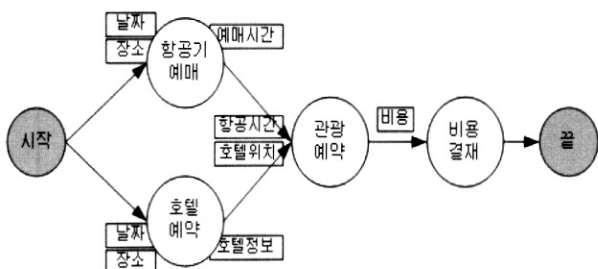 날짜
장소
항공기
예매
예매시간
시작
항공시간
호텔위치
관광
예약
비용
비용
결재
끝
호텔
예약
날짜
장소
호텔정보